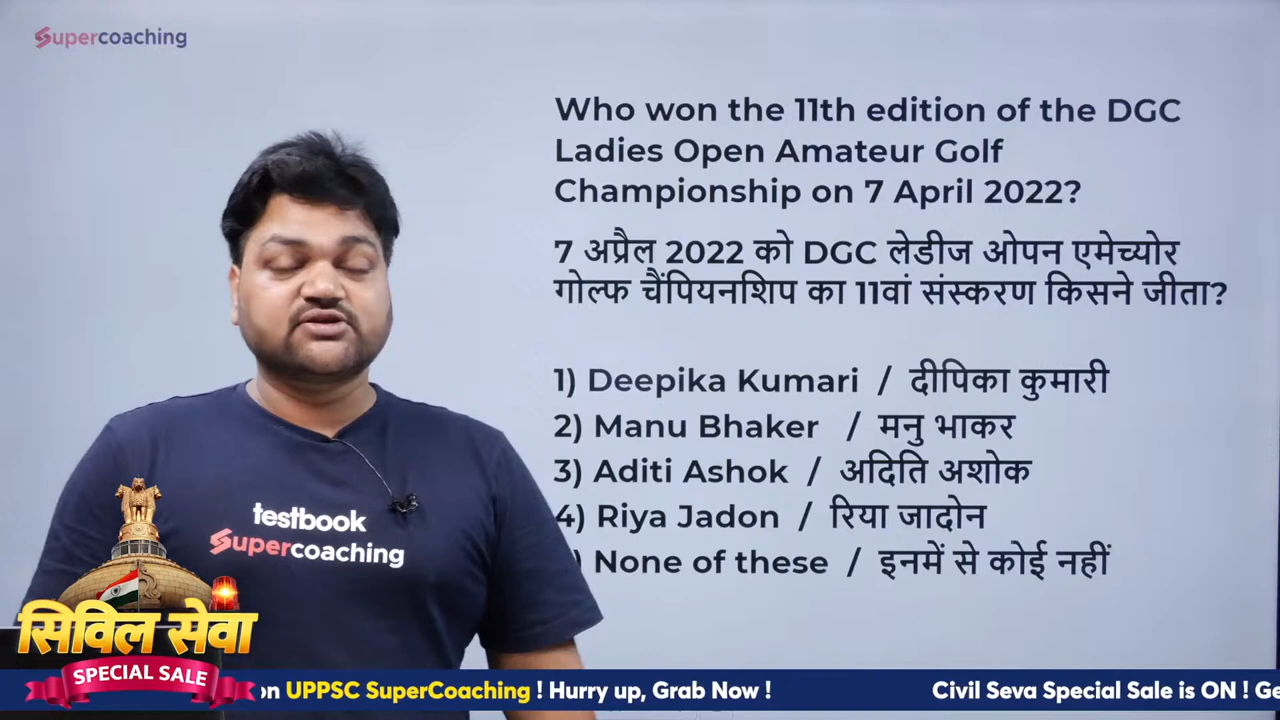 Supercoaching
Who won the 11th edition of the DGC
Ladies Open Amateur Golf
Championship on 7 April 2022?
7 अप्रैल 2022 को DGC लेडीज ओपन एमेच्योर
गोल्फ चैंपियनशिप का 11वां संस्करण किसने जीता?
1) Deepika Kumari / दीपिका कुमारी
2) Manu Bhaker / मनु भाकर
3) Aditi Ashok / अदिति अशोक
4) Riya Jadon / रिया जादोन
) None of these / इनमें से कोई नहीं
testbook
Supercoaching
सिविल सेवा
SPECIAL SALE
on UPPSC SuperCoaching ! Hurry up, Grab Now ! Civil Seva Special Sale is ON ! Ge